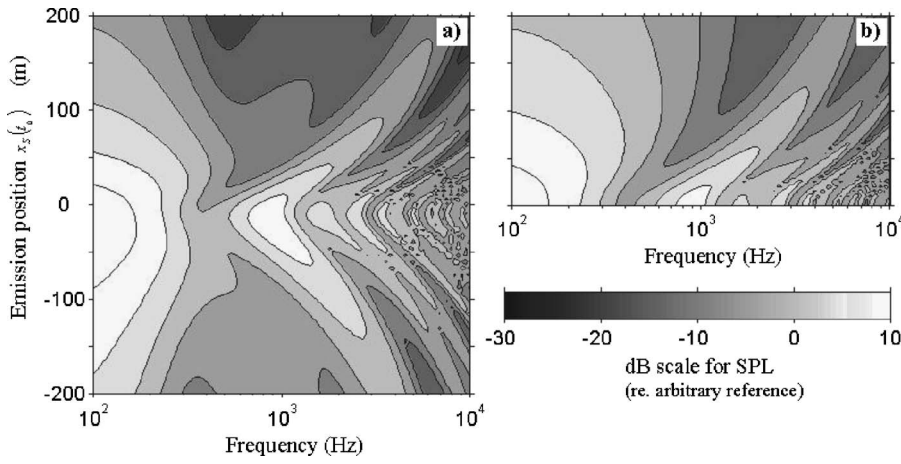 200
100
0
-100
-200
Emission position x_S(t_0) (m)
a)
10^2
10^3
10^4
Frequency (Hz)
b)
10^2
10^3
10^4
Frequency (Hz)
-30
-20
-10
0
10
dB scale for SPL
(re. arbitrary reference)